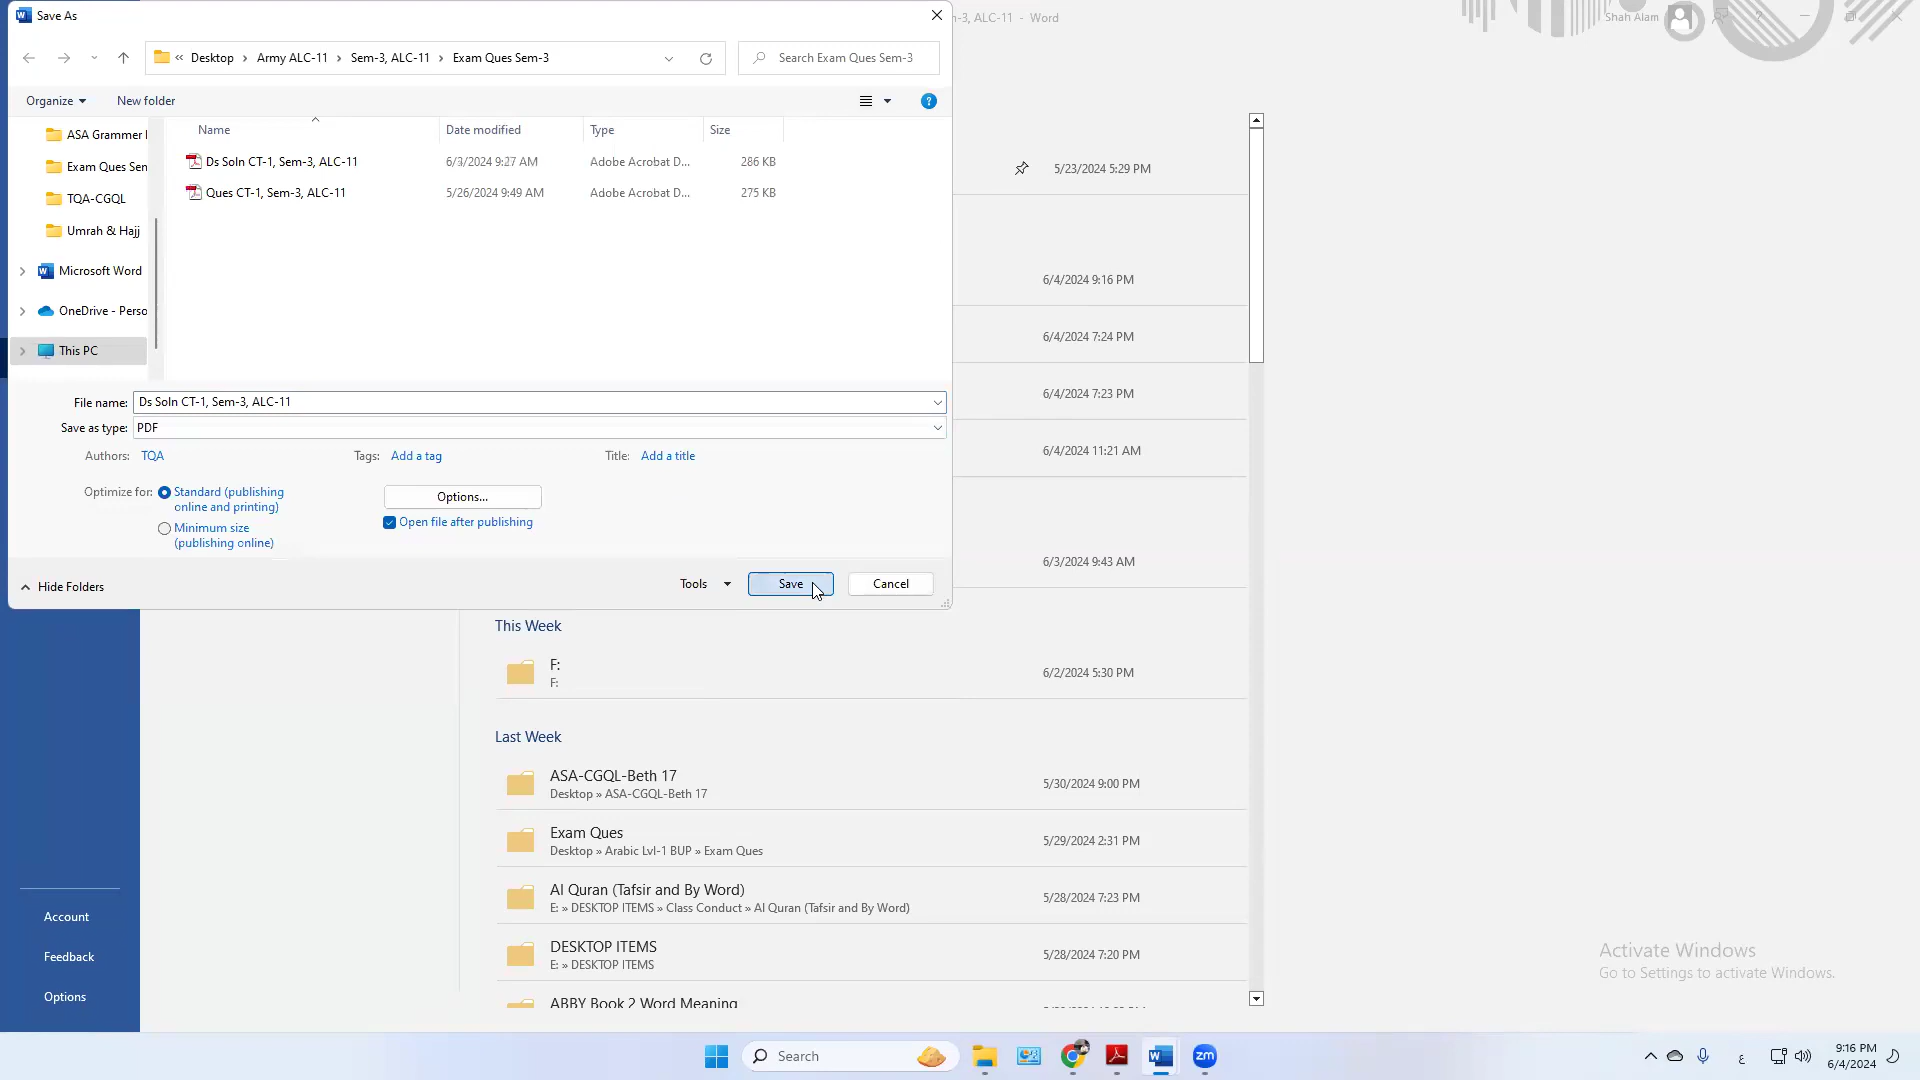 Save As
-3, ALC-11 - Word
Shah Alam
« Desktop › Army ALC-11 › Sem-3, ALC-11 › Exam Ques Sem-3
Search Exam Ques Sem-3
Organize
New folder
Name
Date modified
Type
Size
ASA Grammer
Exam Ques Sem
TQA-CGQL
Umrah & Hajj
Microsoft Word
OneDrive - Perso
This PC
Ds Soln CT-1, Sem-3, ALC-11
6/3/2024 9:27 AM
Adobe Acrobat D...
286 KB
Ques CT-1, Sem-3, ALC-11
5/26/2024 9:49 AM
Adobe Acrobat D...
275 KB
File name: Ds Soln CT-1, Sem-3, ALC-11
Save as type: PDF
Authors: TQA
Tags: Add a tag
Title: Add a title
Optimize for: Standard (publishing
online and printing)
Minimum size
(publishing online)
Options...
Open file after publishing
Hide Folders
Tools
Save
Cancel
5/23/2024 5:29 PM
6/4/2024 9:16 PM
6/4/2024 7:24 PM
6/4/2024 7:23 PM
6/4/2024 11:21 AM
6/3/2024 9:43 AM
This Week
F:
F:
6/2/2024 5:30 PM
Last Week
ASA-CGQL-Beth 17
Desktop » ASA-CGQL-Beth 17
5/30/2024 9:00 PM
Exam Ques
Desktop » Arabic Lvl-1 BUP » Exam Ques
5/29/2024 2:31 PM
Al Quran (Tafsir and By Word)
E: » DESKTOP ITEMS » Class Conduct » Al Quran (Tafsir and By Word)
5/28/2024 7:23 PM
DESKTOP ITEMS
E: » DESKTOP ITEMS
5/28/2024 7:20 PM
ABBY Book 2 Word Meaning
Account
Feedback
Options
Activate Windows
Go to Settings to activate Windows.
Search
zm
ع
9:16 PM
6/4/2024